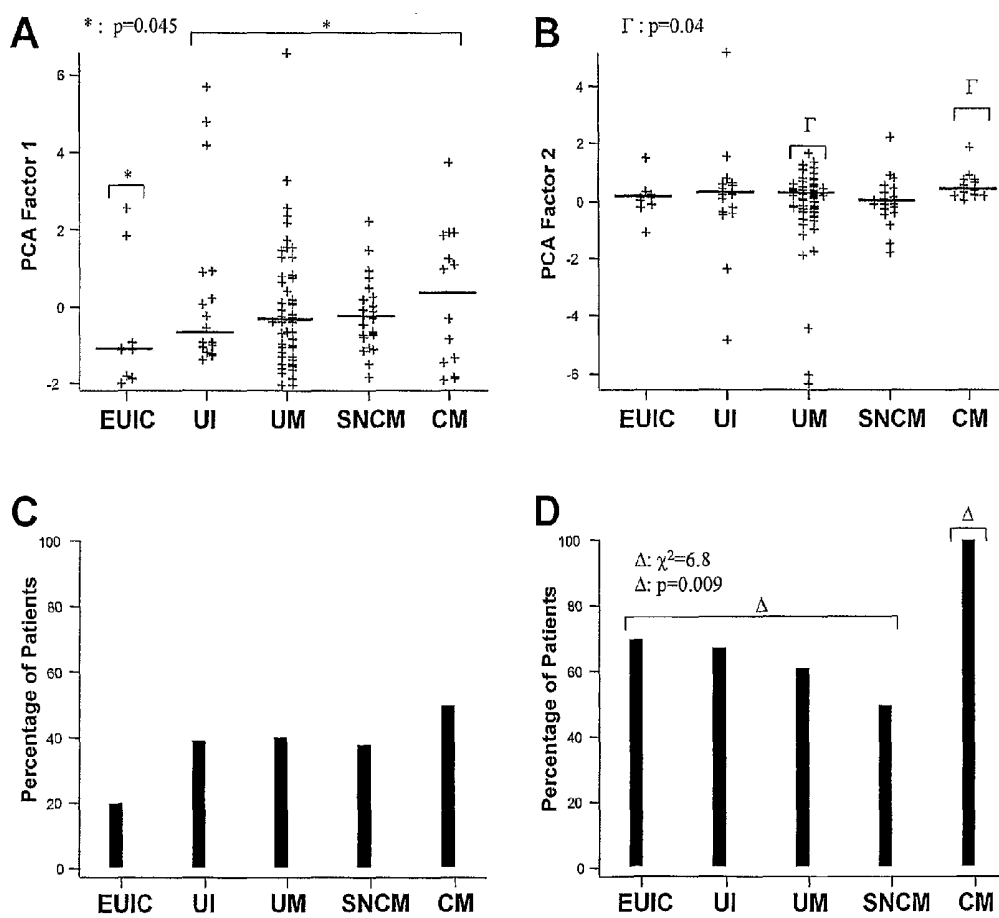 A
* : p=0.045
*
*
PCA Factor 1
6
4
2
0
-2
EUIC UI UM SNCM CM
B
Γ : p=0.04
Γ
Γ
PCA Factor 2
4
2
0
-2
-4
-6
EUIC UI UM SNCM CM
C
Percentage of Patients
100
80
60
40
20
0
EUIC UI UM SNCM CM
D
Δ
Δ: χ²=6.8
Δ: p=0.009
Δ
Percentage of Patients
100
80
60
40
20
0
EUIC UI UM SNCM CM